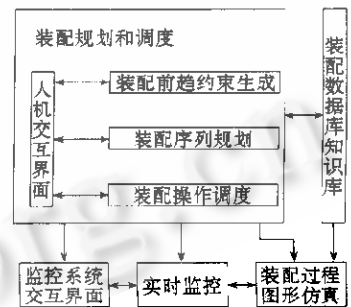 装配规划和调度
人机交互界面
装配前趋约束生成
装配序列规划
装配操作调度
装配数据库知识库
监控系统
交互界面
实时监控
装配过程
图形仿真